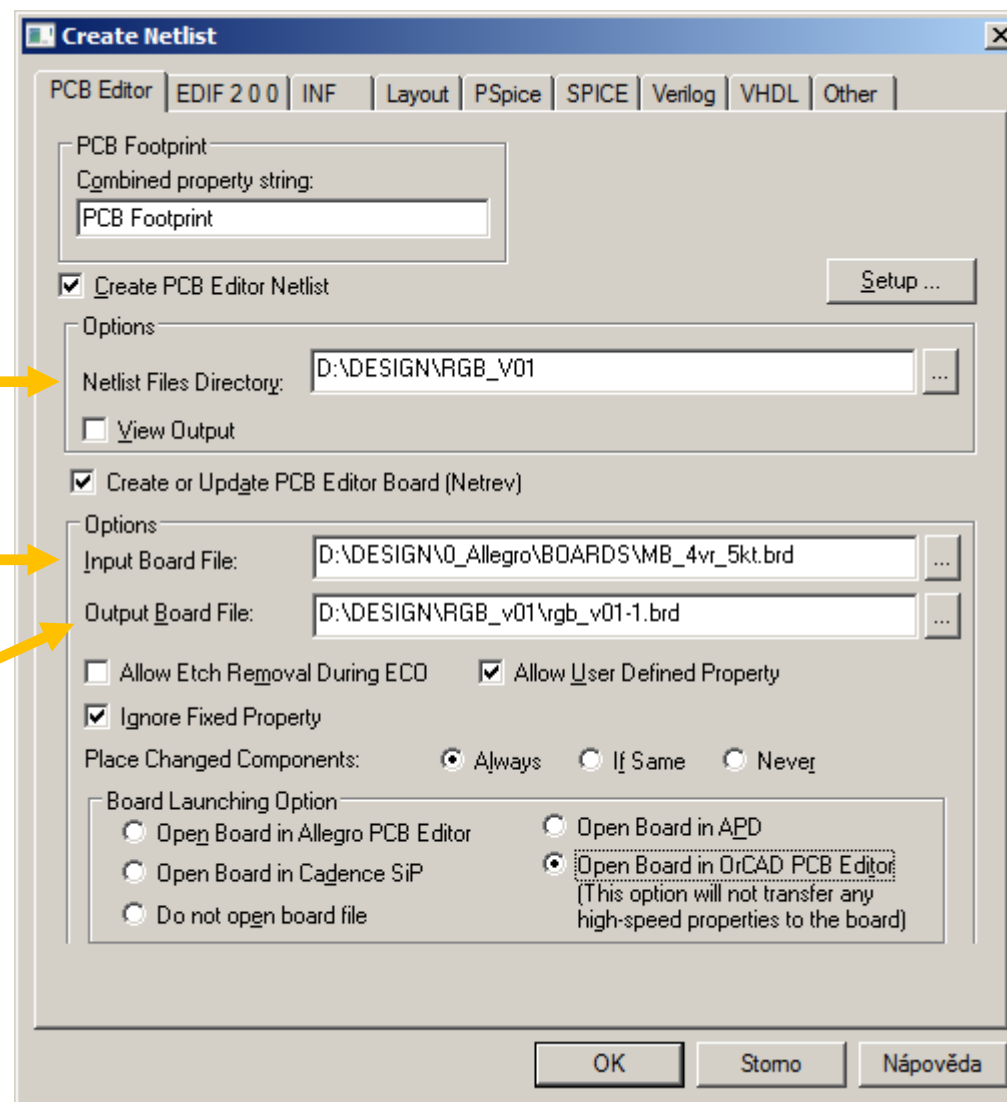 Create Netlist
PCB Editor EDIF 2 0 0 INF Layout PSpice SPICE Verilog VHDL Other
PCB Footprint
Combined property string:
PCB Footprint
Create PCB Editor Netlist
Setup ...
Options
Netlist Files Directory: D:\DESIGN\RGB_V01 ...
View Output
Create or Update PCB Editor Board (Netrev)
Options
Input Board File: D:\DESIGN\0_Allegro\BOARDS\MB_4vr_5kt.brd ...
Output Board File: D:\DESIGN\RGB_v01\rgb_v01-1.brd ...
Allow Etch Removal During ECO Allow User Defined Property
Ignore Fixed Property
Place Changed Components: Always If Same Never
Board Launching Option
Open Board in Allegro PCB Editor
Open Board in Cadence SiP
Do not open board file
Open Board in APD
Open Board in OrCAD PCB Editor
(This option will not transfer any
high-speed properties to the board)
OK Storno Nápověda